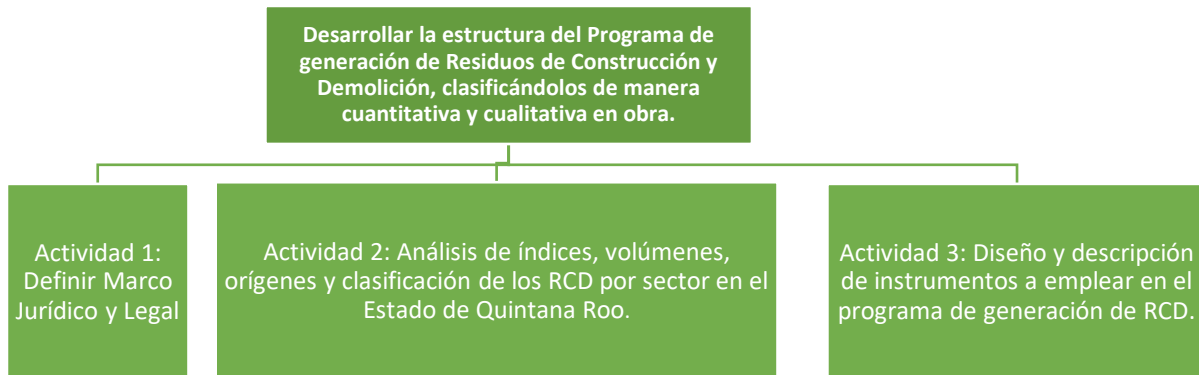 Desarrollar la estructura del Programa de
generación de Residuos de Construcción y
Demolición, clasificándolos de manera
cuantitativa y cualitativa en obra.
Actividad 1:
Definir Marco
Jurídico y Legal
Actividad 2: Análisis de índices, volúmenes,
orígenes y clasificación de los RCD por sector en el
Estado de Quintana Roo.
Actividad 3: Diseño y descripción
de instrumentos a emplear en el
programa de generación de RCD.